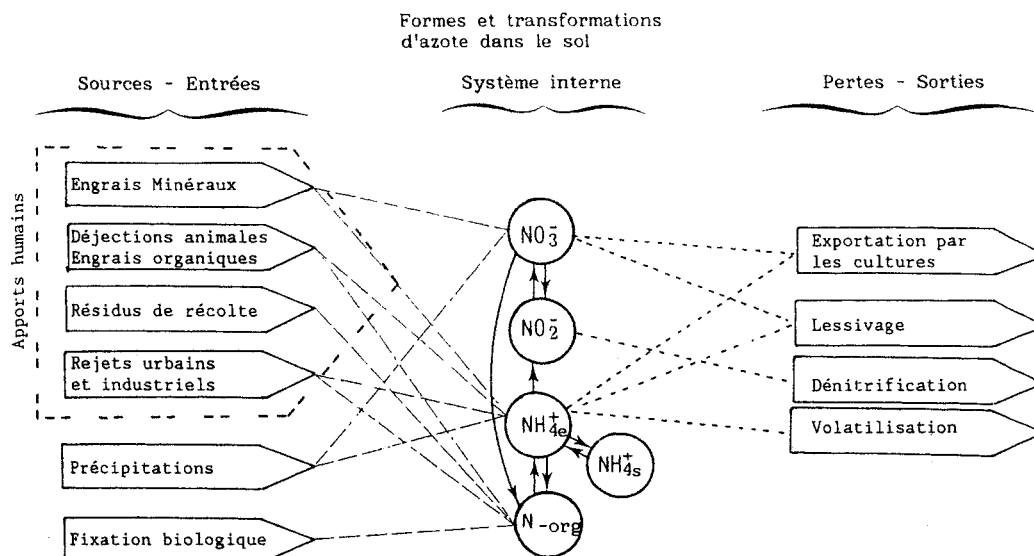 Formes et transformations
d'azote dans le sol
Sources - Entrées
Système interne
Pertes - Sorties
Apports humains
Engrais Minéraux
Déjections animales
Engrais organiques
Résidus de récolte
Rejets urbains
et industriels
Précipitations
Fixation biologique
NO₃⁻
NO₂⁻
NH₄e⁺
NH₄s⁺
N-org
Exportation par
les cultures
Lessivage
Dénitrification
Volatilisation